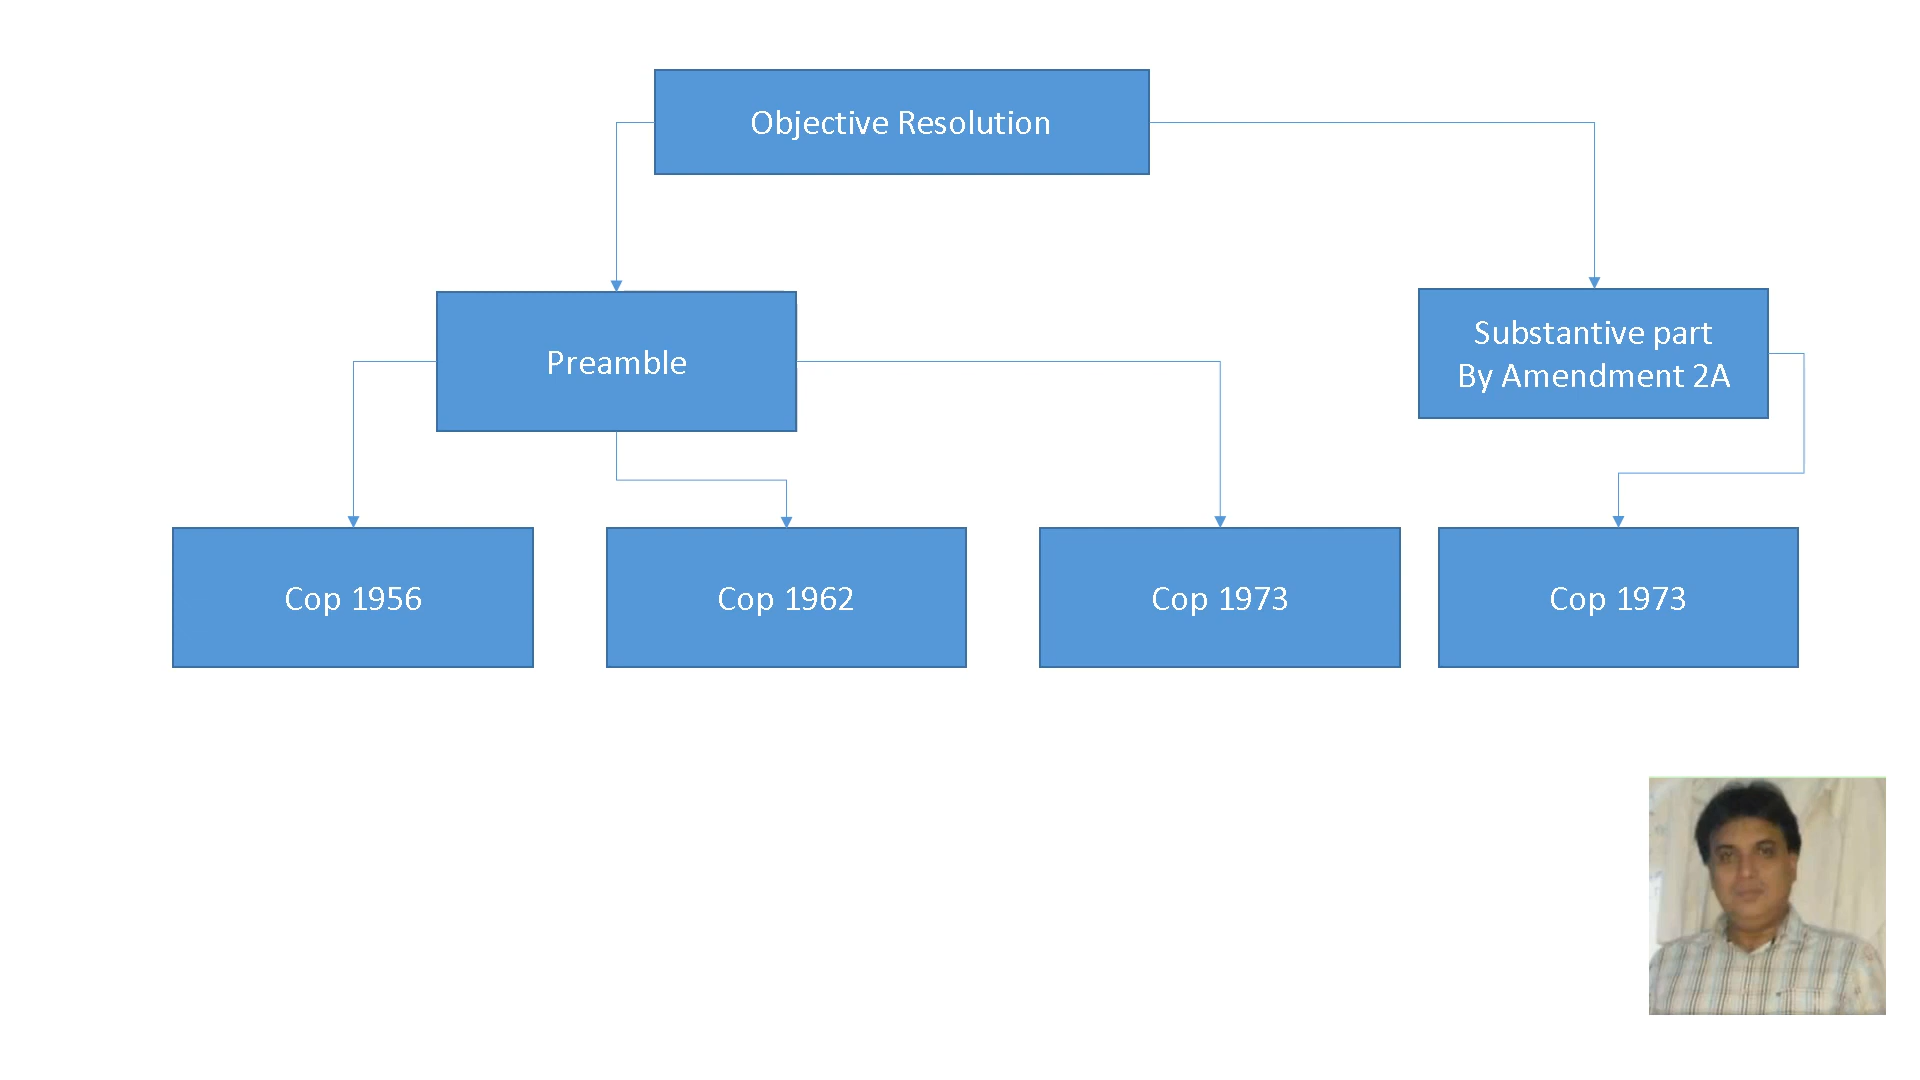 Objective Resolution
Preamble
Substantive part
By Amendment 2A
Cop 1956
Cop 1962
Cop 1973
Cop 1973